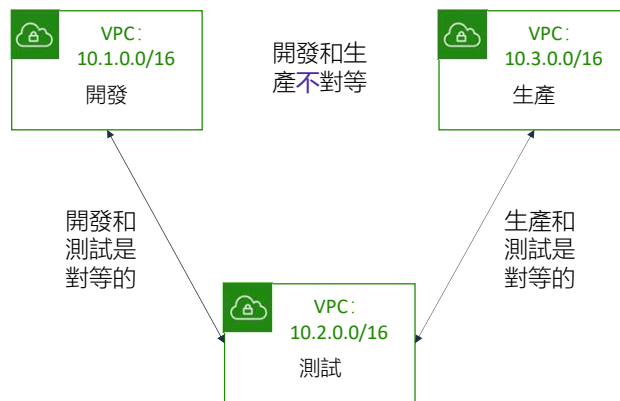 VPC：
10.1.0.0/16
開發
開發和生
產不對等
VPC：
10.3.0.0/16
生產
開發和
測試是
對等的
生產和
測試是
對等的
VPC：
10.2.0.0/16
測試